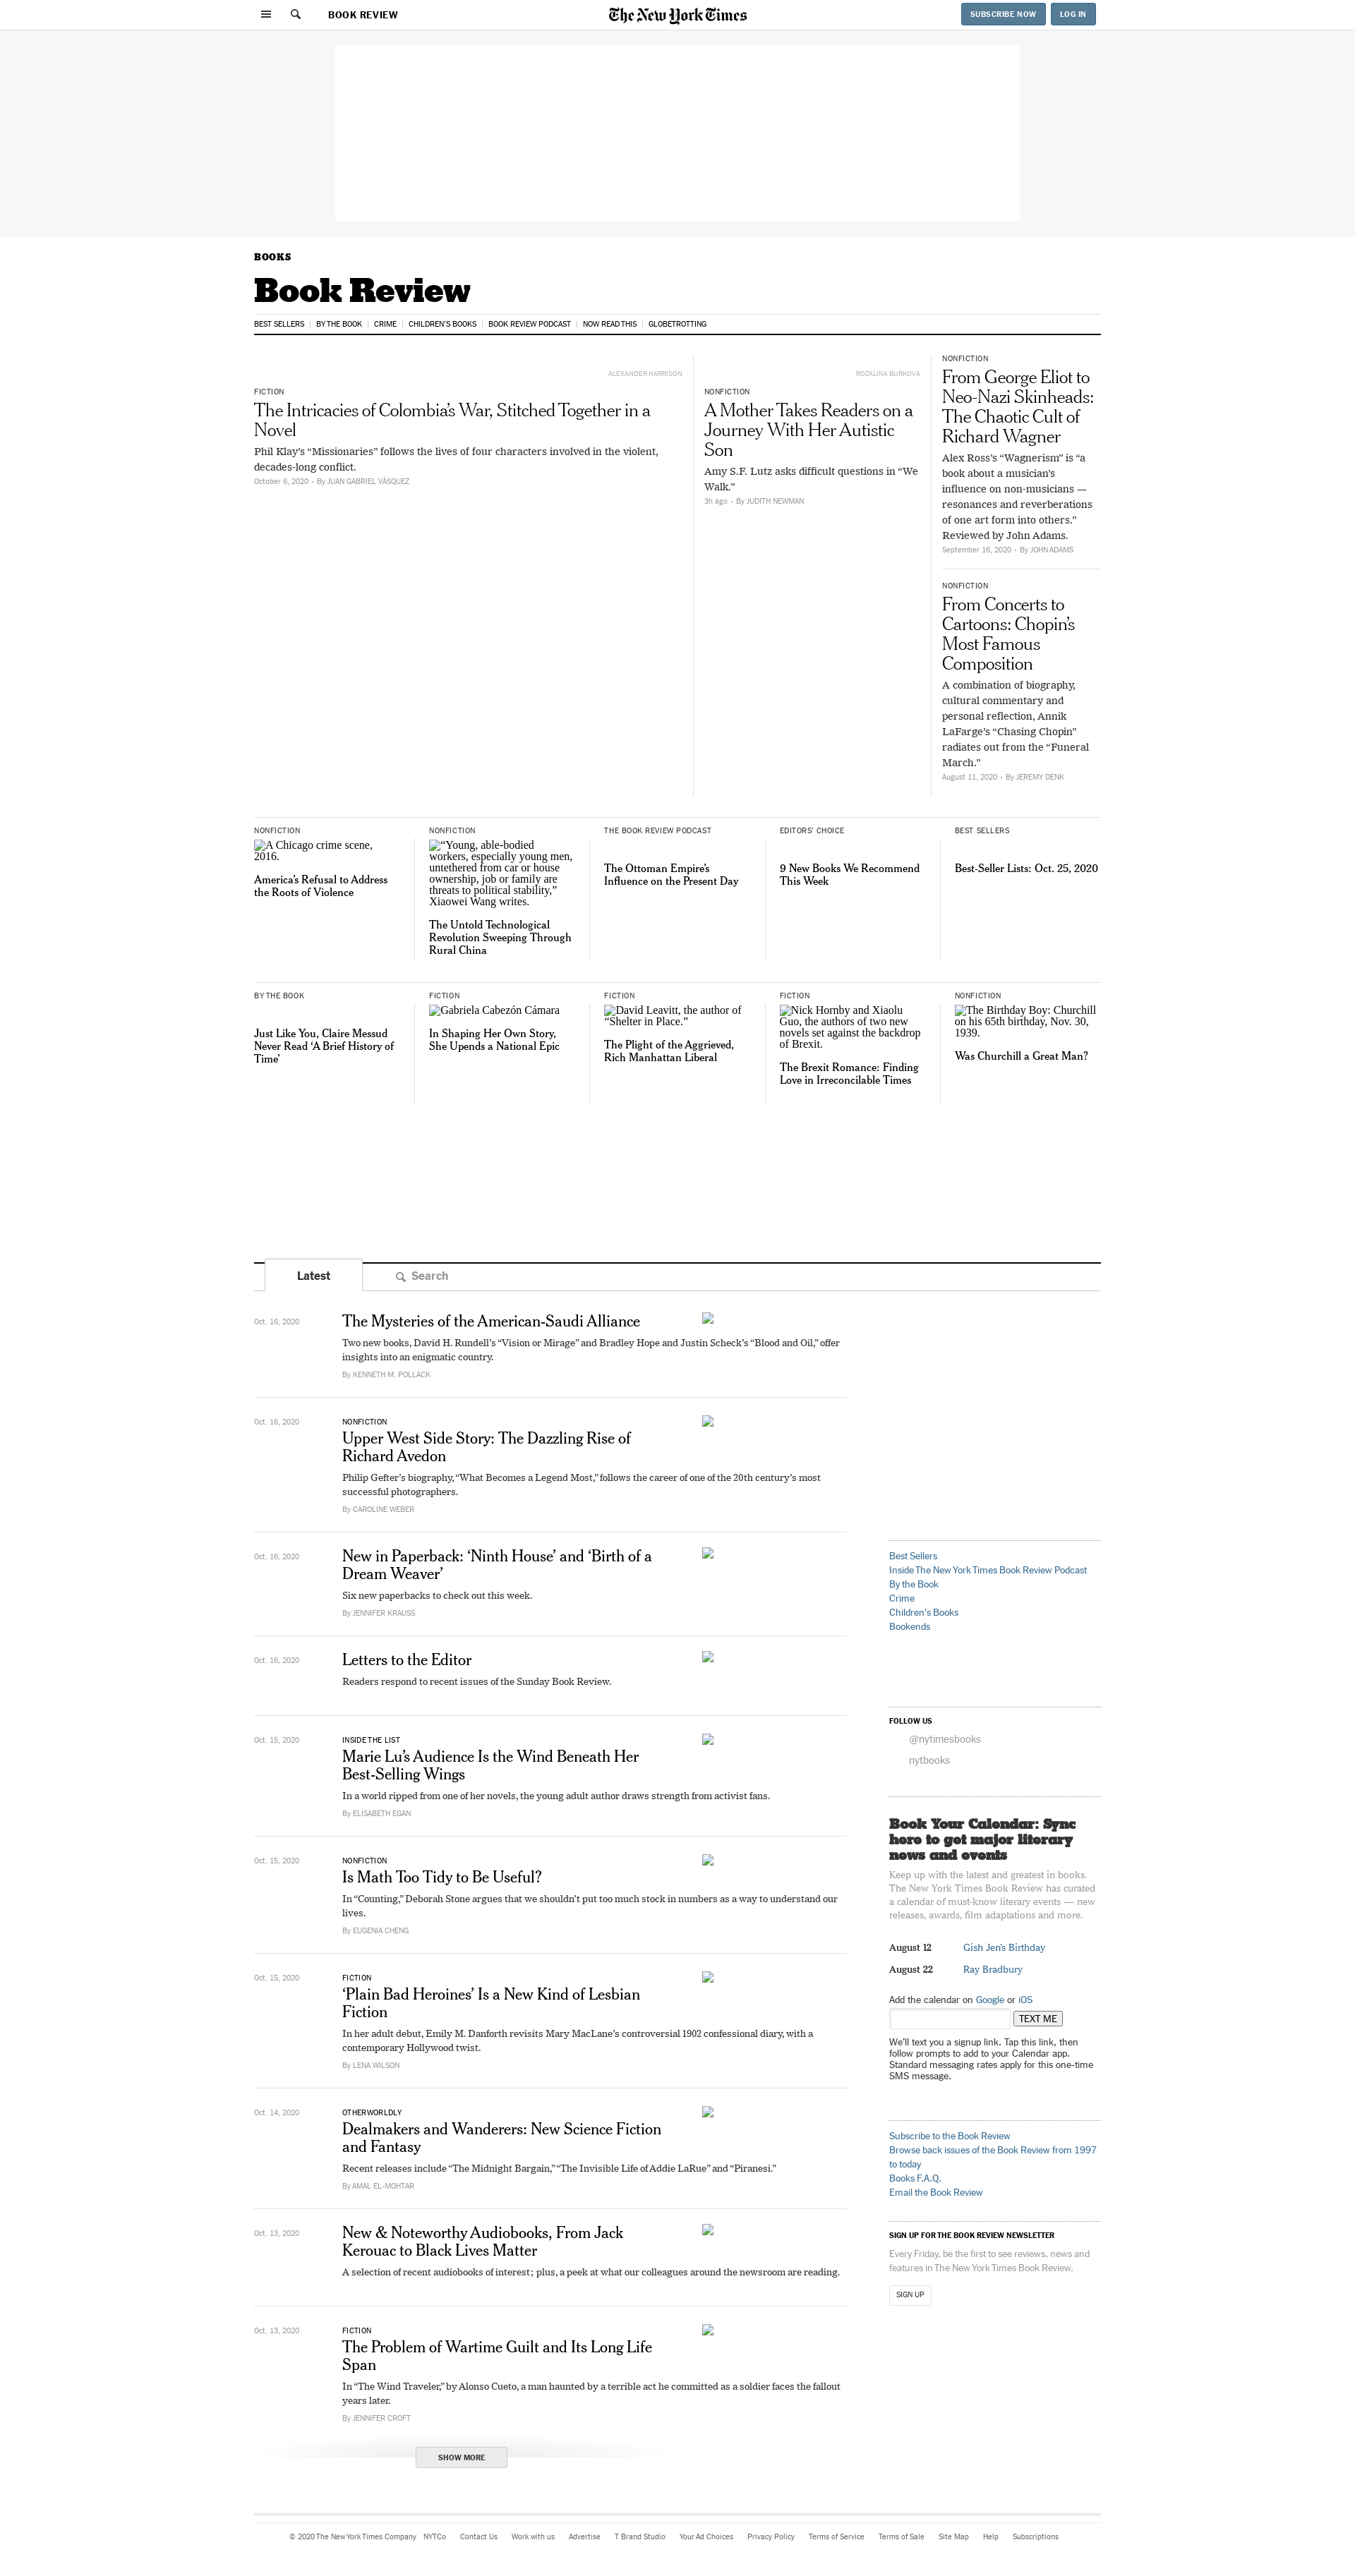 BOOK REVIEW
The New York Times
SUBSCRIBE NOW
LOG IN
BOOKS
Book Review
BEST SELLERS | BY THE BOOK | CRIME | CHILDREN'S BOOKS | BOOK REVIEW PODCAST | NOW READ THIS | GLOBETROTTING
ALEXANDER HARRISON
FICTION
The Intricacies of Colombia’s War, Stitched Together in a
Novel
Phil Klay’s “Missionaries” follows the lives of four characters involved in the violent,
decades-long conflict.
October 6, 2020 • By JUAN GABRIEL VÁSQUEZ
ROZALINA BURKOVA
NONFICTION
A Mother Takes Readers on a
Journey With Her Autistic
Son
Amy S.F. Lutz asks difficult questions in “We
Walk.”
3h ago • By JUDITH NEWMAN
NONFICTION
From George Eliot to
Neo-Nazi Skinheads:
The Chaotic Cult of
Richard Wagner
Alex Ross’s “Wagnerism” is “a
book about a musician’s
influence on non-musicians —
resonances and reverberations
of one art form into others.”
Reviewed by John Adams.
September 16, 2020 • By JOHN ADAMS
NONFICTION
From Concerts to
Cartoons: Chopin’s
Most Famous
Composition
A combination of biography,
cultural commentary and
personal reflection, Annik
LaFarge’s “Chasing Chopin”
radiates out from the “Funeral
March.”
August 11, 2020 • By JEREMY DENK
NONFICTION
A Chicago crime scene,
2016.
America’s Refusal to Address
the Roots of Violence
NONFICTION
“Young, able-bodied
workers, especially young men,
untethered from car or house
ownership, job or family are
threats to political stability,”
Xiaowei Wang writes.
The Untold Technological
Revolution Sweeping Through
Rural China
THE BOOK REVIEW PODCAST
The Ottoman Empire’s
Influence on the Present Day
EDITORS’ CHOICE
9 New Books We Recommend
This Week
BEST SELLERS
Best-Seller Lists: Oct. 25, 2020
BY THE BOOK
Just Like You, Claire Messud
Never Read ‘A Brief History of
Time’
FICTION
Gabriela Cabezón Cámara
In Shaping Her Own Story,
She Upends a National Epic
FICTION
David Leavitt, the author of
“Shelter in Place.”
The Plight of the Aggrieved,
Rich Manhattan Liberal
FICTION
Nick Hornby and Xiaolu
Guo, the authors of two new
novels set against the backdrop
of Brexit.
The Brexit Romance: Finding
Love in Irreconcilable Times
NONFICTION
The Birthday Boy: Churchill
on his 65th birthday, Nov. 30,
1939.
Was Churchill a Great Man?
Latest
Search
Oct. 16, 2020
The Mysteries of the American-Saudi Alliance
Two new books, David H. Rundell’s “Vision or Mirage” and Bradley Hope and Justin Scheck’s “Blood and Oil,” offer
insights into an enigmatic country.
By KENNETH M. POLLACK
Oct. 16, 2020
NONFICTION
Upper West Side Story: The Dazzling Rise of
Richard Avedon
Philip Gefter’s biography, “What Becomes a Legend Most,” follows the career of one of the 20th century’s most
successful photographers.
By CAROLINE WEBER
Oct. 16, 2020
New in Paperback: ‘Ninth House’ and ‘Birth of a
Dream Weaver’
Six new paperbacks to check out this week.
By JENNIFER KRAUSS
Oct. 16, 2020
Letters to the Editor
Readers respond to recent issues of the Sunday Book Review.
Oct. 15, 2020
INSIDE THE LIST
Marie Lu’s Audience Is the Wind Beneath Her
Best-Selling Wings
In a world ripped from one of her novels, the young adult author draws strength from activist fans.
By ELISABETH EGAN
Oct. 15, 2020
NONFICTION
Is Math Too Tidy to Be Useful?
In “Counting,” Deborah Stone argues that we shouldn’t put too much stock in numbers as a way to understand our
lives.
By EUGENIA CHENG
Oct. 15, 2020
FICTION
‘Plain Bad Heroines’ Is a New Kind of Lesbian
Fiction
In her adult debut, Emily M. Danforth revisits Mary MacLane’s controversial 1902 confessional diary, with a
contemporary Hollywood twist.
By LENA WILSON
Oct. 14, 2020
OTHERWORLDLY
Dealmakers and Wanderers: New Science Fiction
and Fantasy
Recent releases include “The Midnight Bargain,” “The Invisible Life of Addie LaRue” and “Piranesi.”
By AMAL EL-MOHTAR
Oct. 13, 2020
New & Noteworthy Audiobooks, From Jack
Kerouac to Black Lives Matter
A selection of recent audiobooks of interest; plus, a peek at what our colleagues around the newsroom are reading.
Oct. 13, 2020
FICTION
The Problem of Wartime Guilt and Its Long Life
Span
In “The Wind Traveler,” by Alonso Cueto, a man haunted by a terrible act he committed as a soldier faces the fallout
years later.
By JENNIFER CROFT
SHOW MORE
Best Sellers
Inside The New York Times Book Review Podcast
By the Book
Crime
Children's Books
Bookends
FOLLOW US
@nytimesbooks
nytbooks
Book Your Calendar: Sync
here to get major literary
news and events
Keep up with the latest and greatest in books.
The New York Times Book Review has curated
a calendar of must-know literary events — new
releases, awards, film adaptations and more.
August 12 Gish Jen’s Birthday
August 22 Ray Bradbury
Add the calendar on Google or iOS
TEXT ME
We’ll text you a signup link. Tap this link, then
follow prompts to add to your Calendar app.
Standard messaging rates apply for this one-time
SMS message.
Subscribe to the Book Review
Browse back issues of the Book Review from 1997
to today
Books F.A.Q.
Email the Book Review
SIGN UP FOR THE BOOK REVIEW NEWSLETTER
Every Friday, be the first to see reviews, news and
features in The New York Times Book Review.
SIGN UP
© 2020 The New York Times Company NYTCo Contact Us Work with us Advertise T Brand Studio Your Ad Choices Privacy Policy Terms of Service Terms of Sale Site Map Help Subscriptions